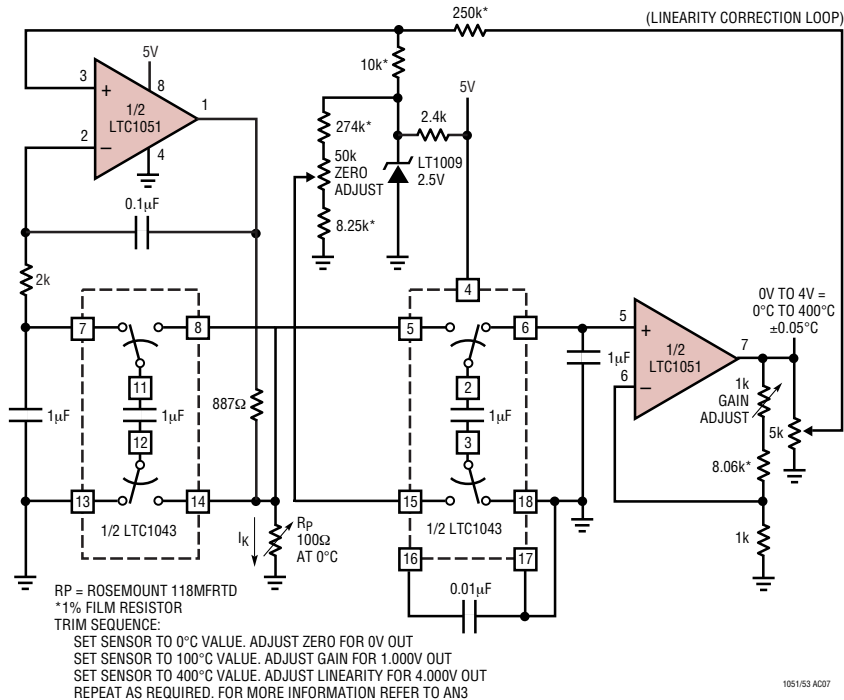 250k*
(LINEARITY CORRECTION LOOP)
10k*
5V
3
+
8
1/2
LTC1051
1
2
–
4
5V
2.4k
274k*
50k
ZERO
ADJUST
LT1009
2.5V
8.25k*
0.1µF
2k
4
7
8
5
6
5
+
1/2
LTC1051
7
6
–
0V TO 4V =
0°C TO 400°C
±0.05°C
11
1µF
1µF
12
887Ω
2
1µF
3
1µF
1k
GAIN
ADJUST
5k
8.06k*
13
14
15
18
1/2 LTC1043
1/2 LTC1043
IK
RP
100Ω
AT 0°C
16
17
1k
0.01µF
RP = ROSEMOUNT 118MFRTD
*1% FILM RESISTOR
TRIM SEQUENCE:
SET SENSOR TO 0°C VALUE. ADJUST ZERO FOR 0V OUT
SET SENSOR TO 100°C VALUE. ADJUST GAIN FOR 1.000V OUT
SET SENSOR TO 400°C VALUE. ADJUST LINEARITY FOR 4.000V OUT
REPEAT AS REQUIRED. FOR MORE INFORMATION REFER TO AN3
1051/53 AC07